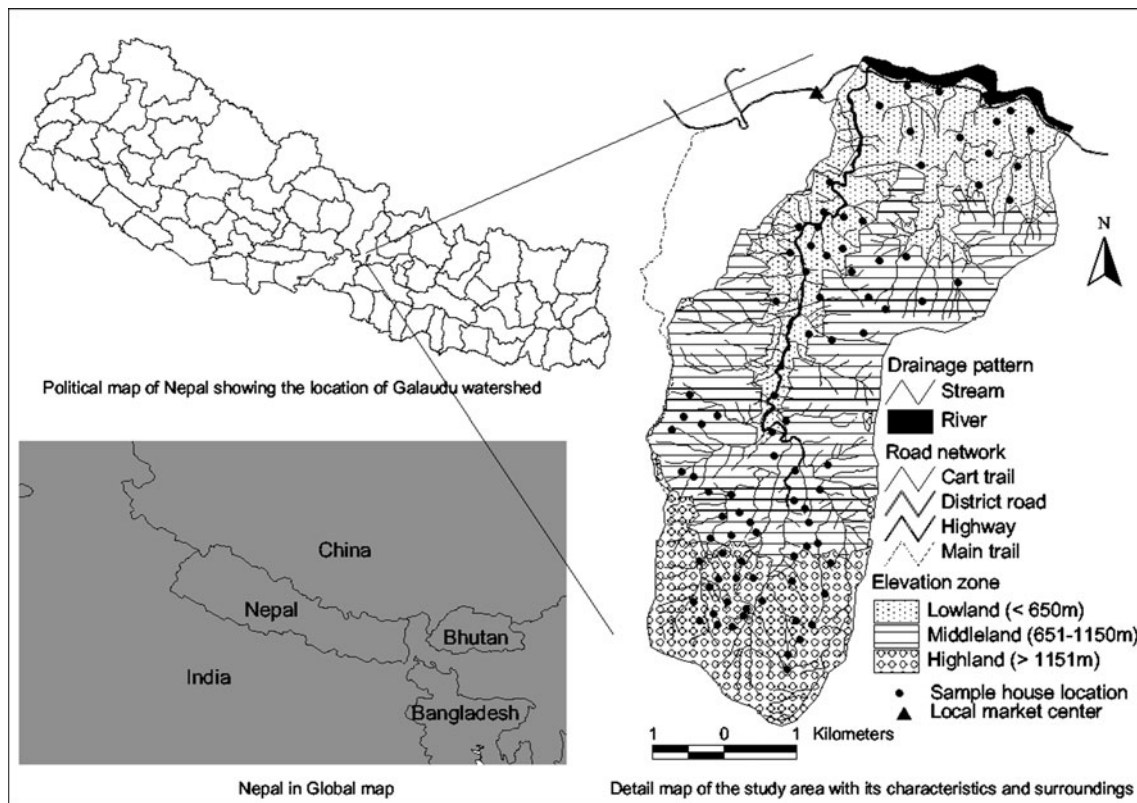 Political map of Nepal showing the location of Galaudu watershed
China
Nepal
Bhutan
India
Bangladesh
Nepal in Global map
N
Drainage pattern
Stream
River
Road network
Cart trail
District road
Highway
Main trail
Elevation zone
Lowland (< 650m)
Middleland (651-1150m)
Highland (> 1151m)
Sample house location
Local market center
1 0 1 Kilometers
Detail map of the study area with its characteristics and surroundings